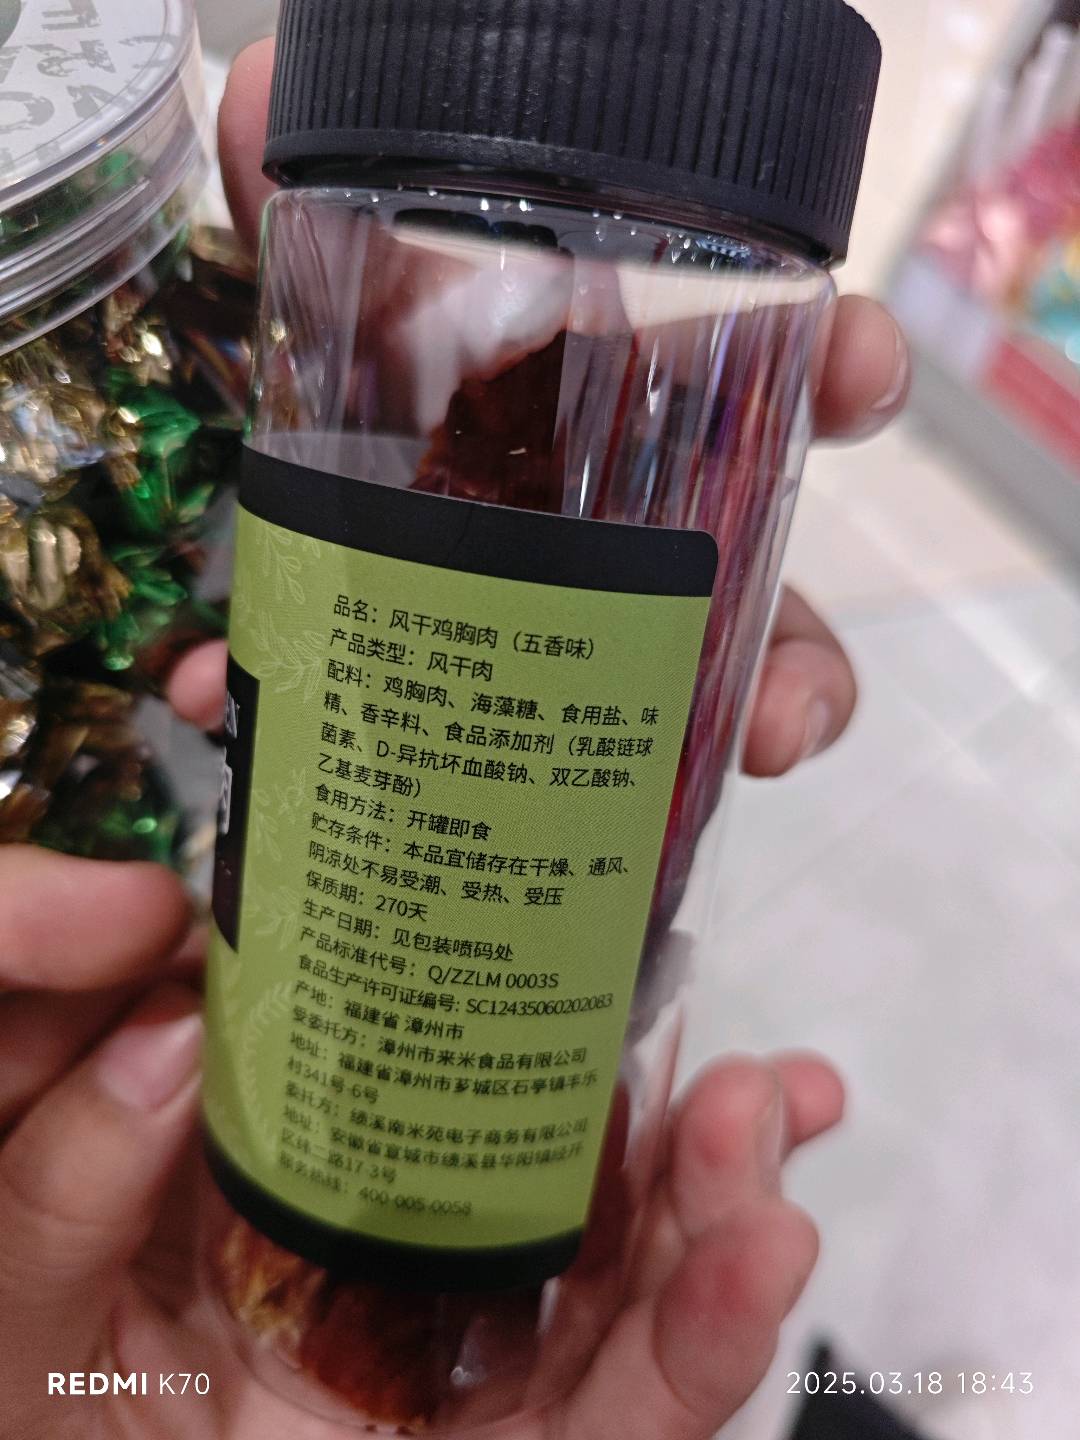 品名：风干鸡胸肉（五香味）
产品类型：风干肉
配料：鸡胸肉、海藻糖、食用盐、味
精、香辛料、食品添加剂（乳酸链球
菌素、D-异抗坏血酸钠、双乙酸钠、
乙基麦芽酚）
食用方法：开罐即食
贮存条件：本品宜储存在干燥、通风、
阴凉处不易受潮、受热、受压
保质期：270天
生产日期：见包装喷码处
产品标准代号：Q/ZZLM 0003S
食品生产许可证编号: SC12435060202083
产地：福建省 漳州市
受委托方：漳州市来米食品有限公司
地址：福建省漳州市芗城区石亭镇丰乐
村341号-6号
委托方：绩溪南米苑电子商务有限公司
地址：安徽省宣城市绩溪县华阳镇经开
区纬二路17-3号
服务热线：400-005-0058
REDMI K70
2025.03.18 18:43